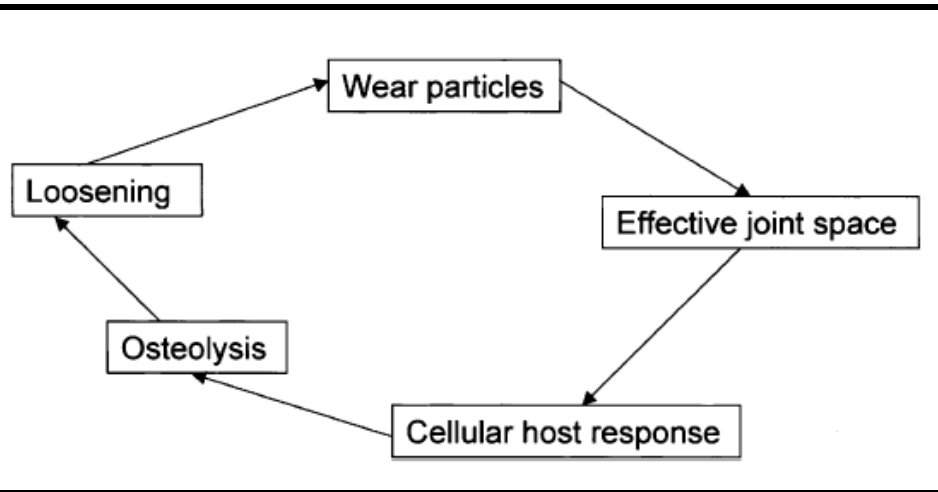 Wear particles
Loosening
Effective joint space
Osteolysis
Cellular host response